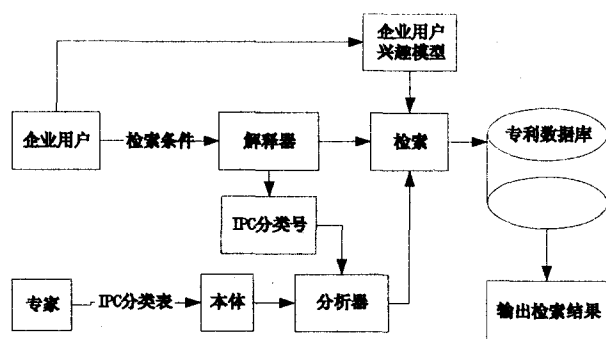 企业用户
兴趣模型
企业用户
检索条件
解释器
检索
专利数据库
IPC分类号
专家
IPC分类表
本体
分析器
输出检索结果